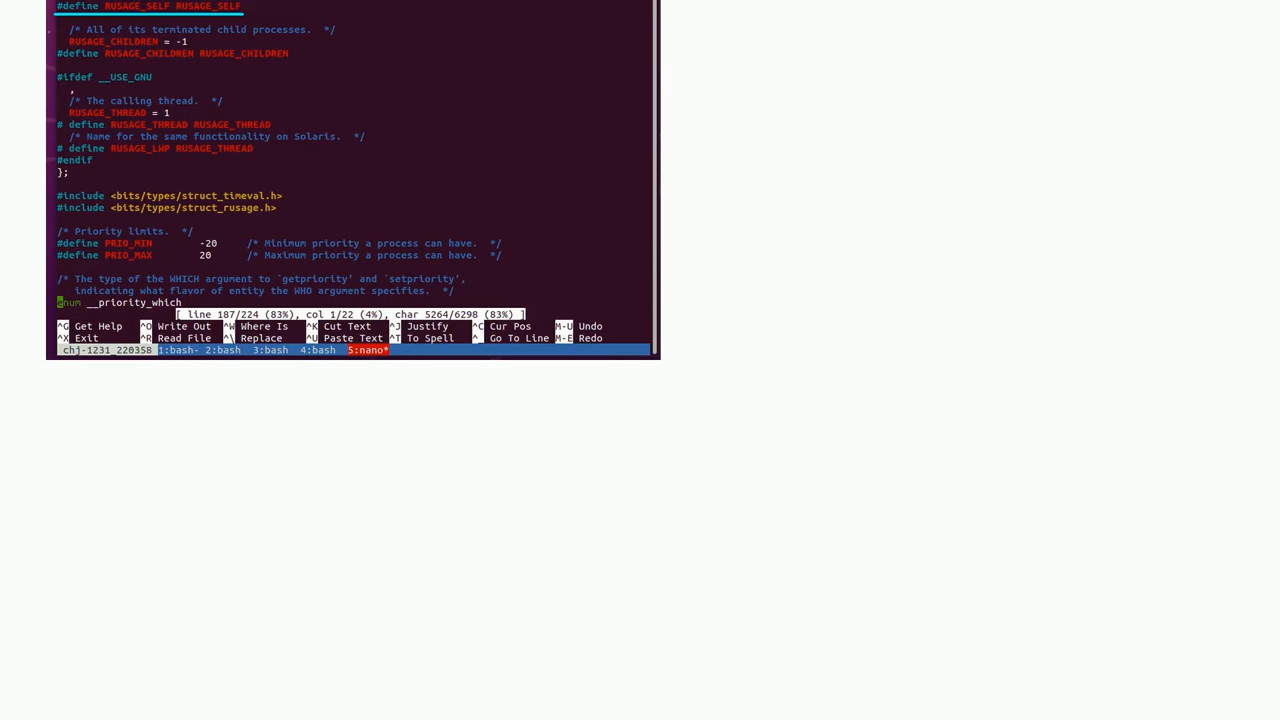 #define RUSAGE_SELF RUSAGE_SELF
/* All of its terminated child processes.  */
RUSAGE_CHILDREN = -1
#define RUSAGE_CHILDREN RUSAGE_CHILDREN
#ifdef __USE_GNU
,
/* The calling thread.  */
RUSAGE_THREAD = 1
# define RUSAGE_THREAD RUSAGE_THREAD
/* Name for the same functionality on Solaris.  */
# define RUSAGE_LWP RUSAGE_THREAD
#endif
};
#include <bits/types/struct_timeval.h>
#include <bits/types/struct_rusage.h>
/* Priority limits.  */
#define PRIO_MIN        -20     /* Minimum priority a process can have.  */
#define PRIO_MAX        20      /* Maximum priority a process can have.  */
/* The type of the WHICH argument to `getpriority' and `setpriority',
indicating what flavor of entity the WHO argument specifies.  */
enum __priority_which
[ line 187/224 (83%), col 1/22 (4%), char 5264/6298 (83%) ]
^G Get Help ^O Write Out ^W Where Is ^K Cut Text ^J Justify ^C Cur Pos M-U Undo
^X Exit ^R Read File ^\ Replace ^U Paste Text ^T To Spell ^_ Go To Line M-E Redo
chj-1231_220358 1:bash- 2:bash 3:bash 4:bash 5:nano*